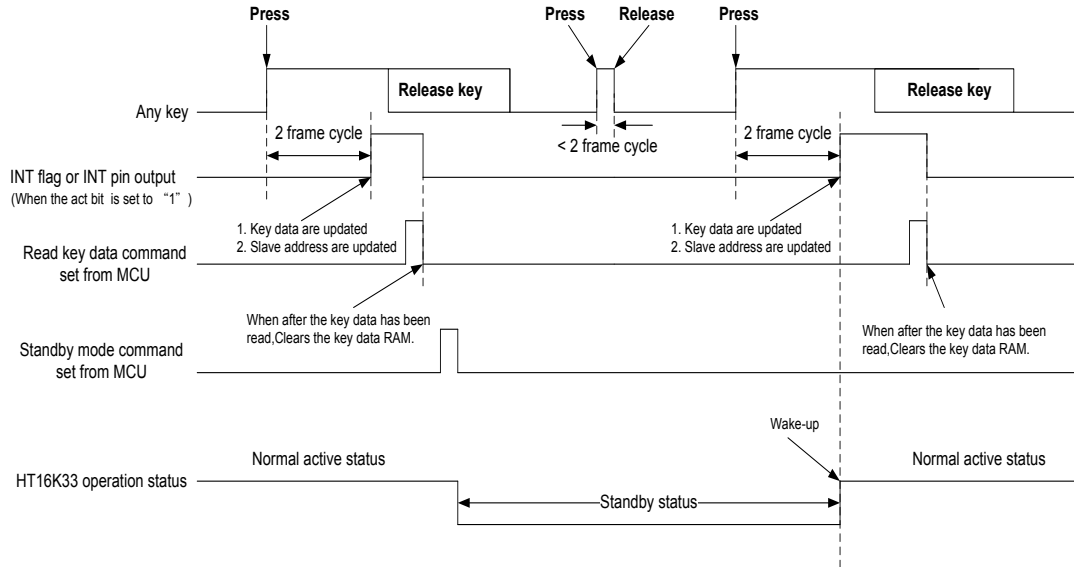 Press
Press
Release
Press
Any key
Release key
Release key
2 frame cycle
< 2 frame cycle
2 frame cycle
INT flag or INT pin output
(When the act bit is set to “1” )
1. Key data are updated
2. Slave address are updated
1. Key data are updated
2. Slave address are updated
Read key data command
set from MCU
When after the key data has been
read,Clears the key data RAM.
When after the key data has been
read,Clears the key data RAM.
Standby mode command
set from MCU
Wake-up
Normal active status
Normal active status
HT16K33 operation status
Standby status